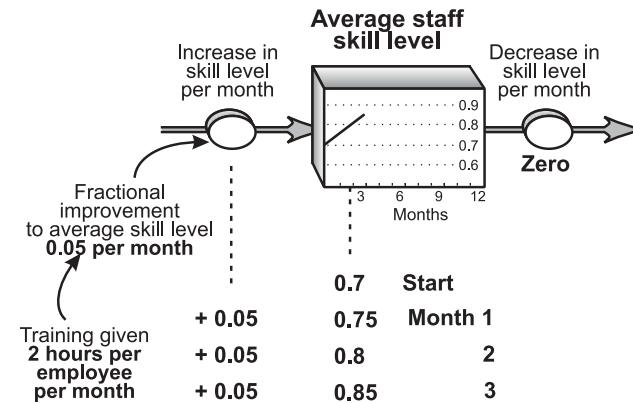 Average staff
skill level
Increase in
skill level
per month
Decrease in
skill level
per month
0.9
0.8
0.7
0.6
3 6 9 12
Months
Zero
Fractional
improvement
to average skill level
0.05 per month
Training given
2 hours per
employee
per month
0.7 Start
+ 0.05 0.75 Month 1
+ 0.05 0.8 2
+ 0.05 0.85 3